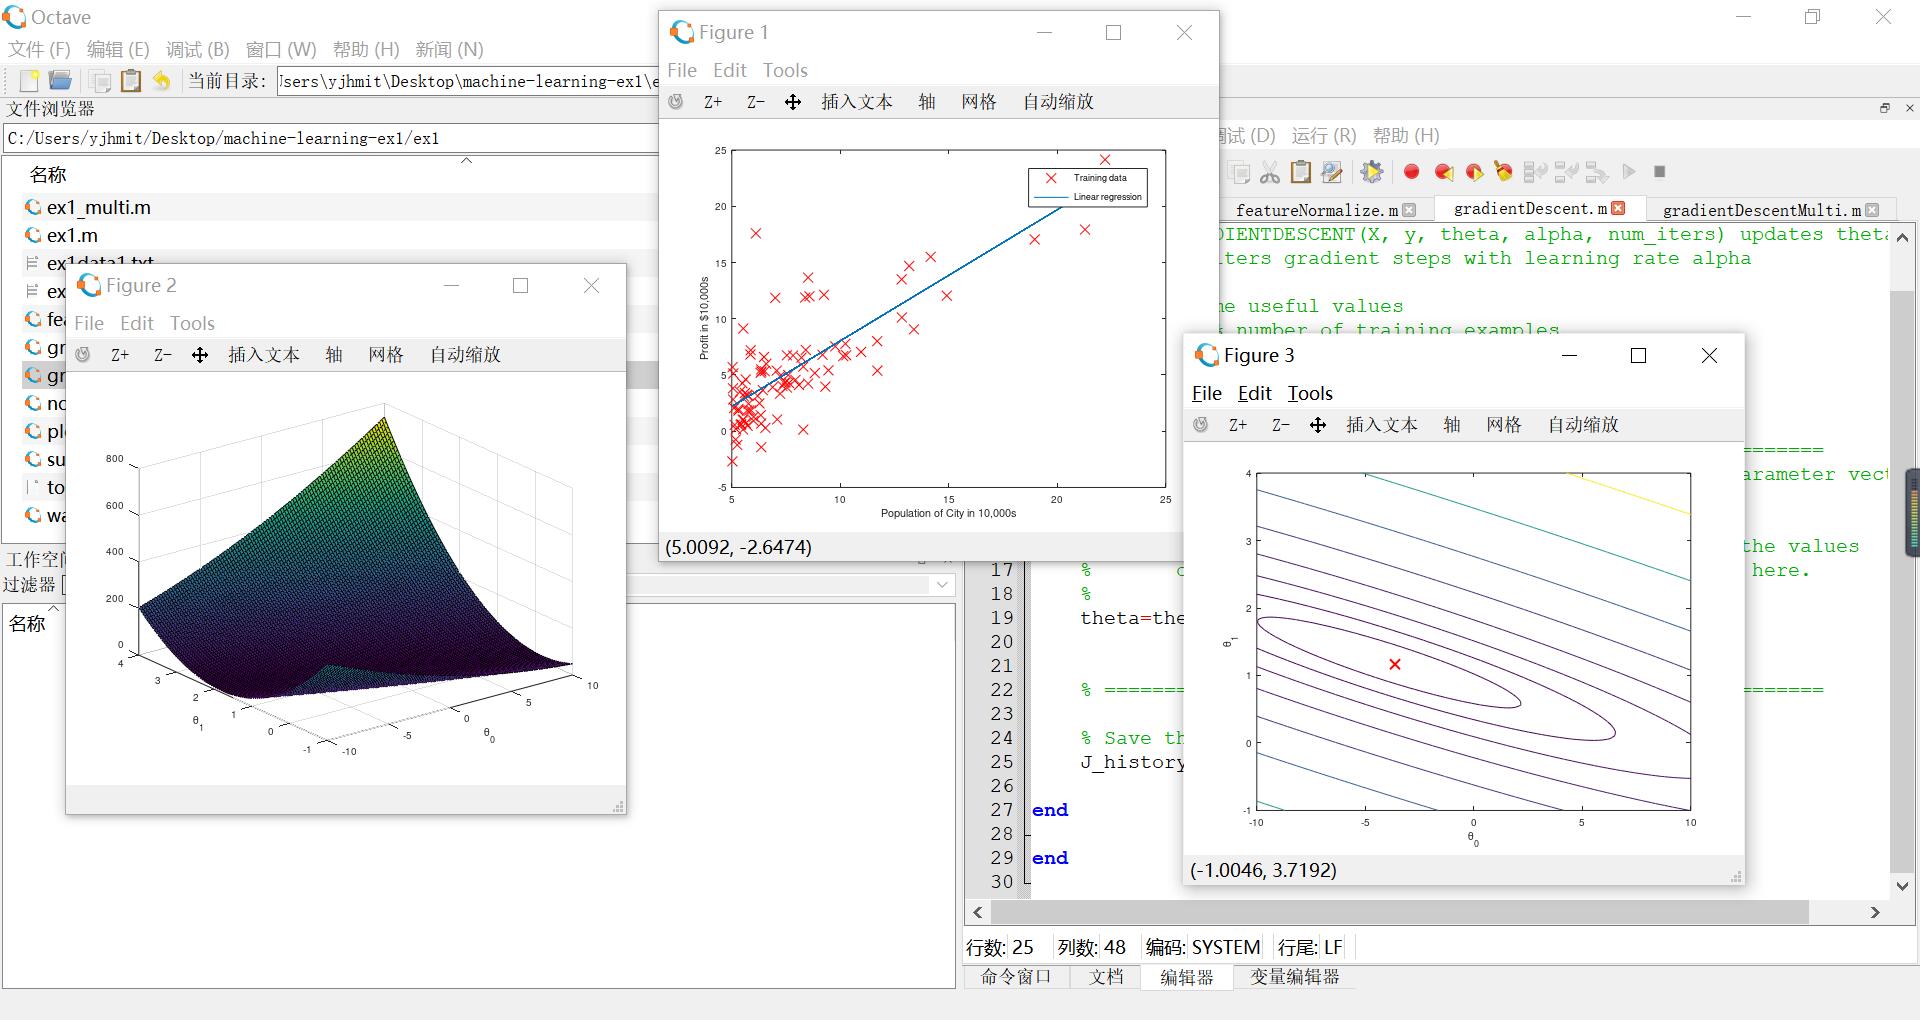 Octave
文件 (F) 编辑 (E) 调试 (B) 窗口 (W) 帮助 (H) 新闻 (N)
当前目录: Jsers\yjhmit\Desktop\machine-learning-ex1\e
文件浏览器
C:/Users/yjhmit/Desktop/machine-learning-ex1/ex1
名称
ex1_multi.m
ex1.m
ex1data1.txt
ex
fea
gr
gr
no
plo
su
to
wa
工作空间
过滤器
名称
Figure 2
File Edit Tools
Z+ Z- 插入文本 轴 网格 自动缩放
800
600
400
200
0
4
3
2
1
0
-1
θ1
10
5
0
-5
-10
θ0
Figure 1
File Edit Tools
Z+ Z- 插入文本 轴 网格 自动缩放
25
20
15
10
5
0
-5
Profit in $10,000s
Training data
Linear regression
5 10 15 20 25
Population of City in 10,000s
(5.0092, -2.6474)
调试 (D) 运行 (R) 帮助 (H)
featureNormalize.m gradientDescent.m gradientDescentMulti.m
DIENTDESCENT(X, y, theta, alpha, num_iters) updates theta
iters gradient steps with learning rate alpha
me useful values
number of training examples
=======
arameter vect
the values
17 % here.
18 %
19 theta=the
20
21
22 % ======= =======
23
24 % Save th
25 J_history
26
27 end
28
29 end
30
Figure 3
File Edit Tools
Z+ Z- 插入文本 轴 网格 自动缩放
4
3
2
1
0
-1
θ1
-10 -5 0 5 10
θ0
(-1.0046, 3.7192)
行数: 25 列数: 48 编码: SYSTEM 行尾: LF
命令窗口 文档 编辑器 变量编辑器